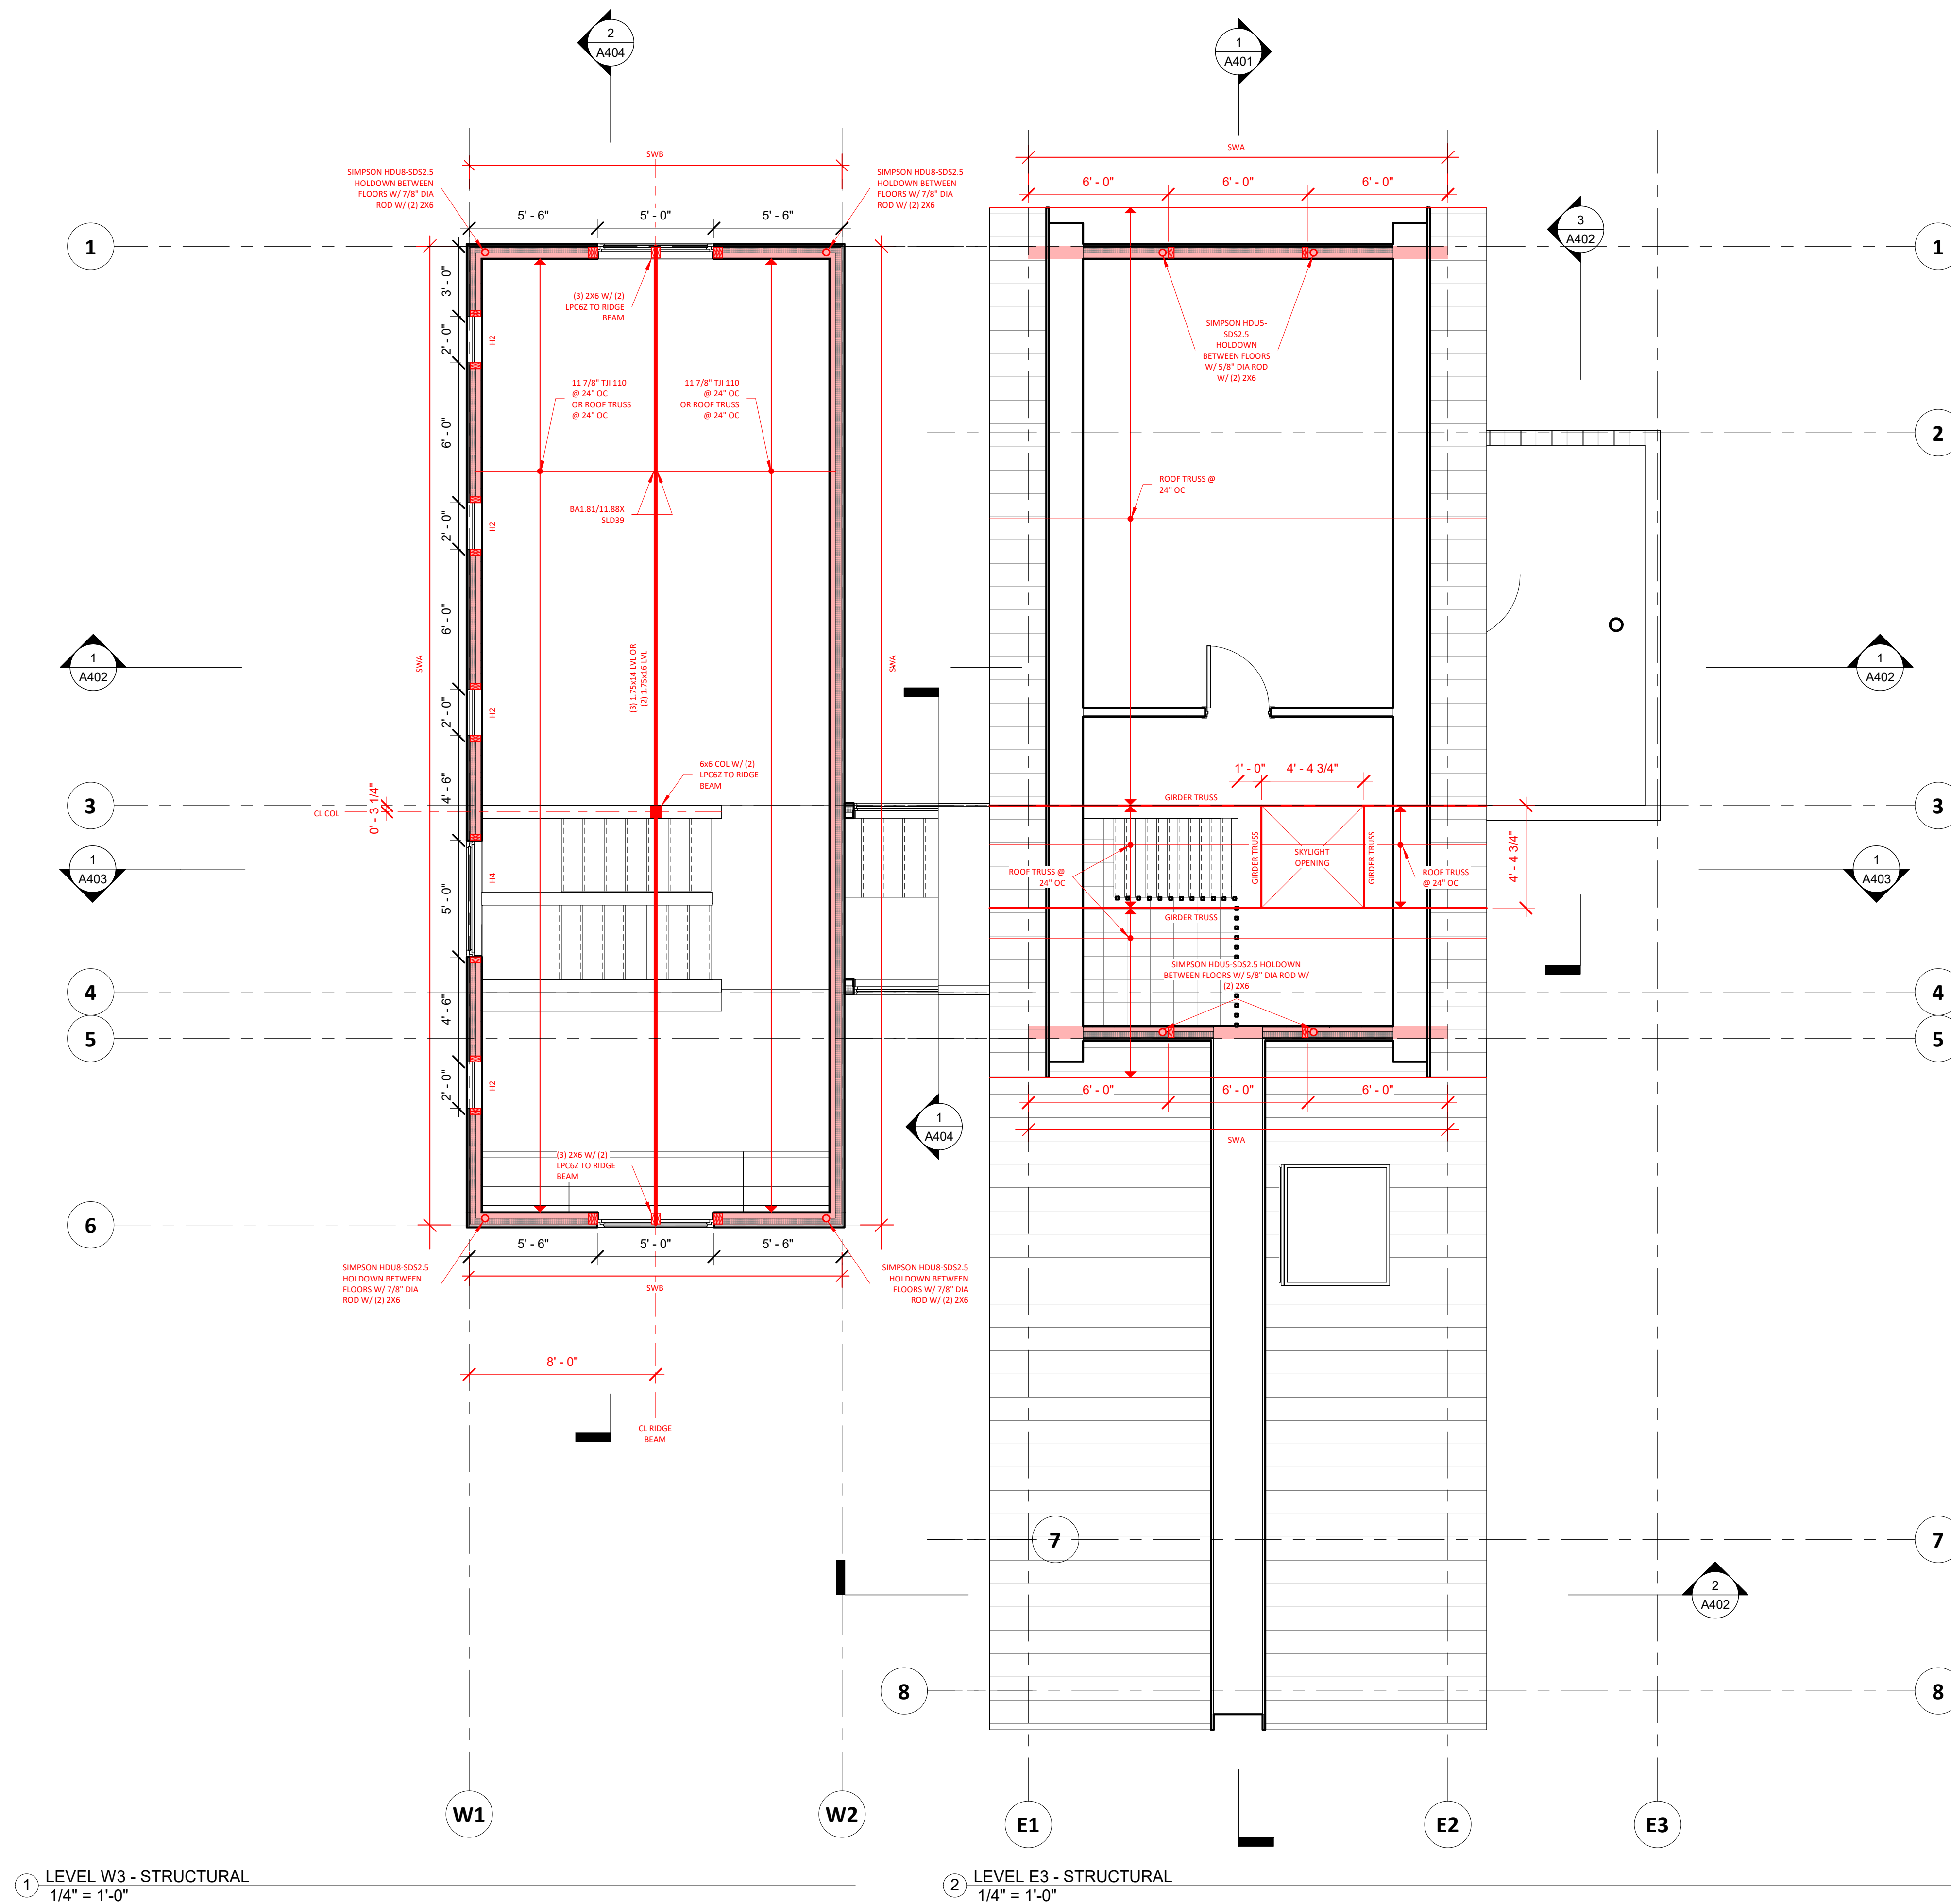 2
A404
1
A401
SWB
SWA
SIMPSON HDU8-SDS2.5
HOLDOWN BETWEEN
FLOORS W/ 7/8" DIA
ROD W/ (2) 2X6
SIMPSON HDU8-SDS2.5
HOLDOWN BETWEEN
FLOORS W/ 7/8" DIA
ROD W/ (2) 2X6
6' - 0"
6' - 0"
6' - 0"
5' - 6"
5' - 0"
5' - 6"
3
A402
1
1
3' - 0"
2' - 0"
6' - 0"
2' - 0"
6' - 0"
2' - 0"
4' - 6"
5' - 0"
4' - 6"
2' - 0"
H2
H2
H2
H4
H2
(3) 2X6 W/ (2)
LPC6Z TO RIDGE
BEAM
SIMPSON HDU5-
SDS2.5
HOLDOWN
BETWEEN FLOORS
W/ 5/8" DIA ROD
W/ (2) 2X6
11 7/8" TJI 110
@ 24" OC
OR ROOF TRUSS
@ 24" OC
11 7/8" TJI 110
@ 24" OC
OR ROOF TRUSS
@ 24" OC
2
ROOF TRUSS @
24" OC
BA1.81/11.88X
SLD39
SWA
(3) 1.75x14 LVL OR
(2) 1.75x16 LVL
SWA
1
A402
1
A402
6x6 COL W/ (2)
LPC6Z TO RIDGE
BEAM
1' - 0"
4' - 4 3/4"
3
CL COL
0' - 3 1/4"
GIRDER TRUSS
3
1
A403
ROOF TRUSS @
24" OC
GIRDER TRUSS
SKYLIGHT
OPENING
GIRDER TRUSS
ROOF TRUSS
@ 24" OC
4' - 4 3/4"
1
A403
GIRDER TRUSS
SIMPSON HDU5-SDS2.5 HOLDOWN
BETWEEN FLOORS W/ 5/8" DIA ROD W/
(2) 2X6
4
4
5
5
6' - 0"
6' - 0"
6' - 0"
1
A404
SWA
(3) 2X6 W/ (2)
LPC6Z TO RIDGE
BEAM
6
5' - 6"
5' - 0"
5' - 6"
SIMPSON HDU8-SDS2.5
HOLDOWN BETWEEN
FLOORS W/ 7/8" DIA
ROD W/ (2) 2X6
SWB
SIMPSON HDU8-SDS2.5
HOLDOWN BETWEEN
FLOORS W/ 7/8" DIA
ROD W/ (2) 2X6
8' - 0"
CL RIDGE
BEAM
7
7
2
A402
8
8
W1
W2
E1
E2
E3
1
LEVEL W3 - STRUCTURAL
1/4" = 1'-0"
2
LEVEL E3 - STRUCTURAL
1/4" = 1'-0"